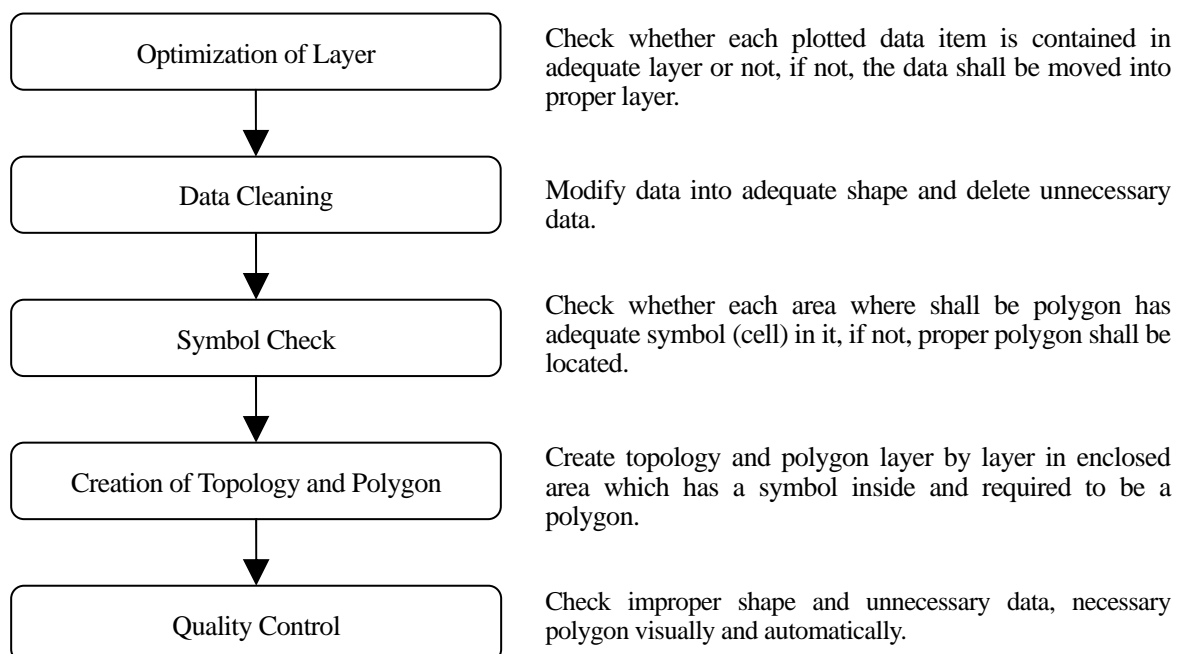 Optimization of Layer
Check whether each plotted data item is contained in
adequate layer or not, if not, the data shall be moved into
proper layer.
Data Cleaning
Modify data into adequate shape and delete unnecessary
data.
Symbol Check
Check whether each area where shall be polygon has
adequate symbol (cell) in it, if not, proper polygon shall be
located.
Creation of Topology and Polygon
Create topology and polygon layer by layer in enclosed
area which has a symbol inside and required to be a
polygon.
Quality Control
Check improper shape and unnecessary data, necessary
polygon visually and automatically.